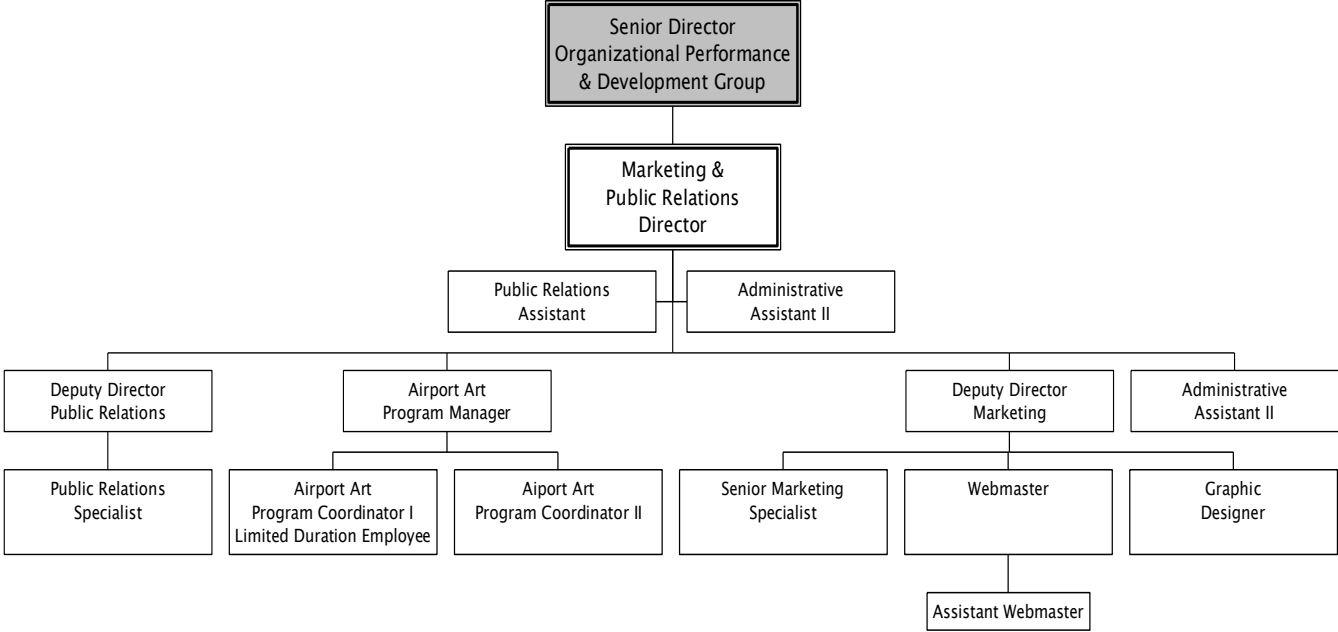 Senior Director
Organizational Performance
& Development Group
Marketing &
Public Relations
Director
Public Relations
Assistant
Administrative
Assistant II
Deputy Director
Public Relations
Airport Art
Program Manager
Deputy Director
Marketing
Administrative
Assistant II
Public Relations
Specialist
Airport Art
Program Coordinator I
Limited Duration Employee
Aiport Art
Program Coordinator II
Senior Marketing
Specialist
Webmaster
Graphic
Designer
Assistant Webmaster